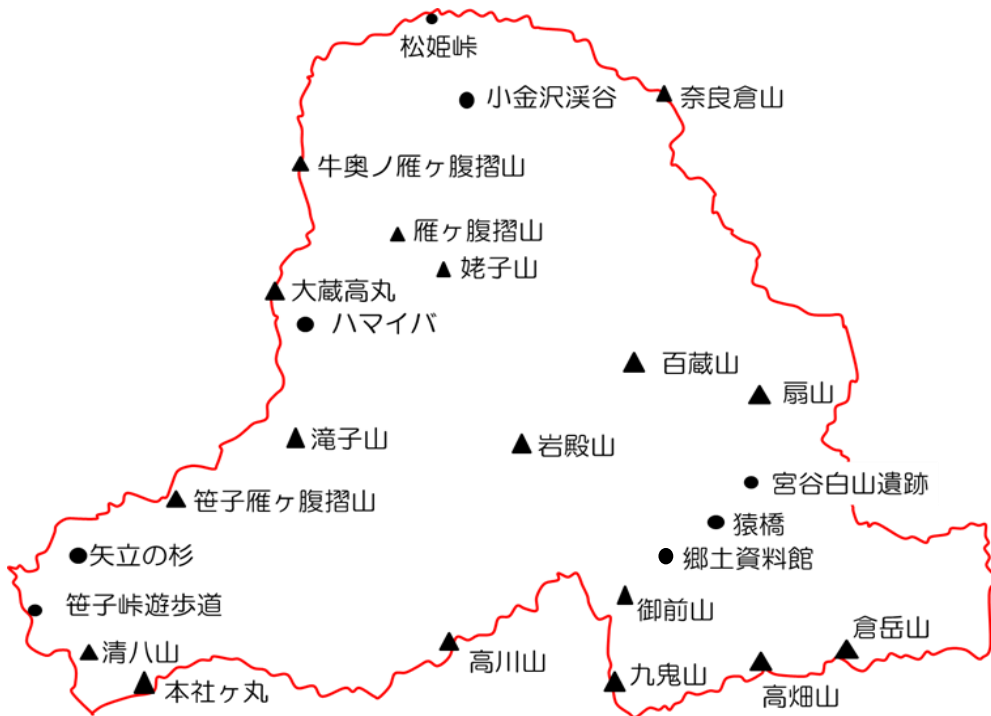 松姫峠
小金沢渓谷
奈良倉山
牛奥ノ雁ヶ腹摺山
雁ヶ腹摺山
姥子山
大蔵高丸
ハマイバ
百蔵山
扇山
滝子山
岩殿山
宮谷白山遺跡
笹子雁ヶ腹摺山
猿橋
矢立の杉
郷土資料館
笹子峠遊歩道
御前山
倉岳山
清八山
高川山
九鬼山
高畑山
本社ヶ丸